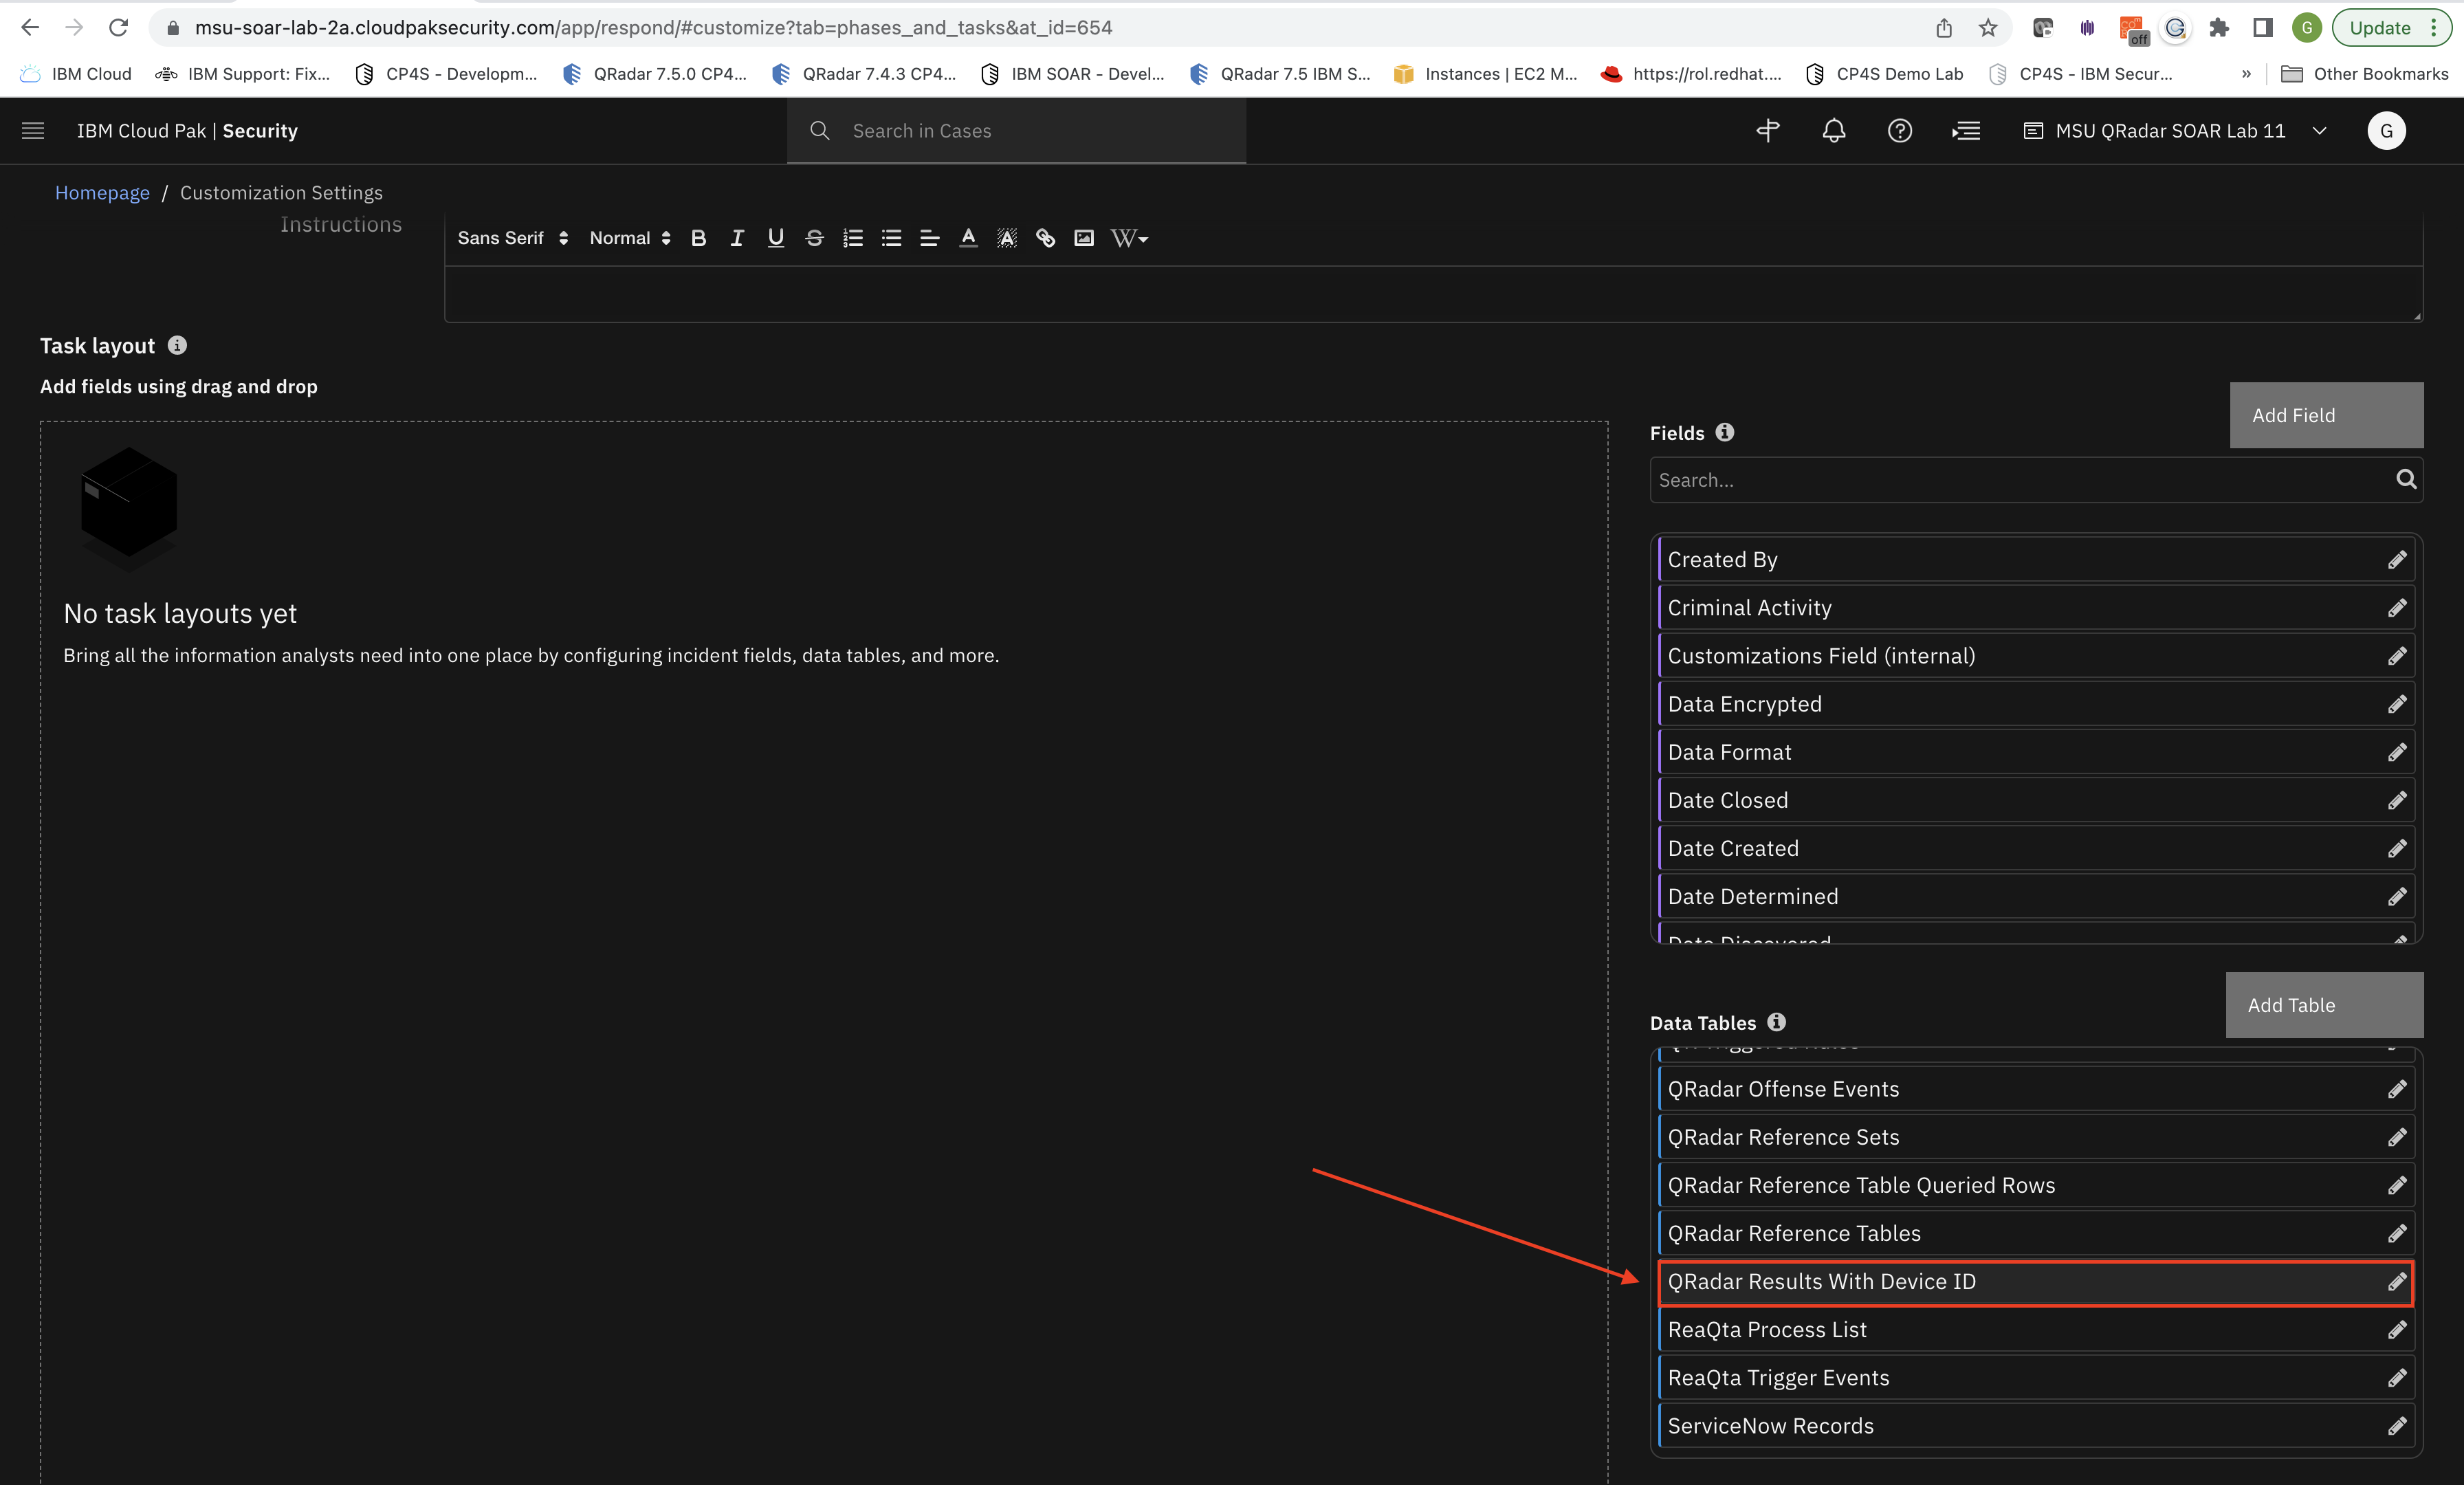 msu-soar-lab-2a.cloudpaksecurity.com/app/respond/#customize?tab=phases_and_tasks&at_id=654
off
G
Update
IBM Cloud
IBM Support: Fix...
CP4S - Developm...
QRadar 7.5.0 CP4...
QRadar 7.4.3 CP4...
IBM SOAR - Devel...
QRadar 7.5 IBM S...
Instances | EC2 M...
https://rol.redhat....
CP4S Demo Lab
CP4S - IBM Secur...
»
Other Bookmarks
IBM Cloud Pak | Security
Search in Cases
MSU QRadar SOAR Lab 11
G
Homepage / Customization Settings
Instructions
Sans Serif
Normal
B I U S A A W
Task layout
Add fields using drag and drop
No task layouts yet
Bring all the information analysts need into one place by configuring incident fields, data tables, and more.
Add Field
Fields
Search...
Created By
Criminal Activity
Customizations Field (internal)
Data Encrypted
Data Format
Date Closed
Date Created
Date Determined
Date Discovered
Add Table
Data Tables
QRadar Offense Events
QRadar Reference Sets
QRadar Reference Table Queried Rows
QRadar Reference Tables
QRadar Results With Device ID
ReaQta Process List
ReaQta Trigger Events
ServiceNow Records